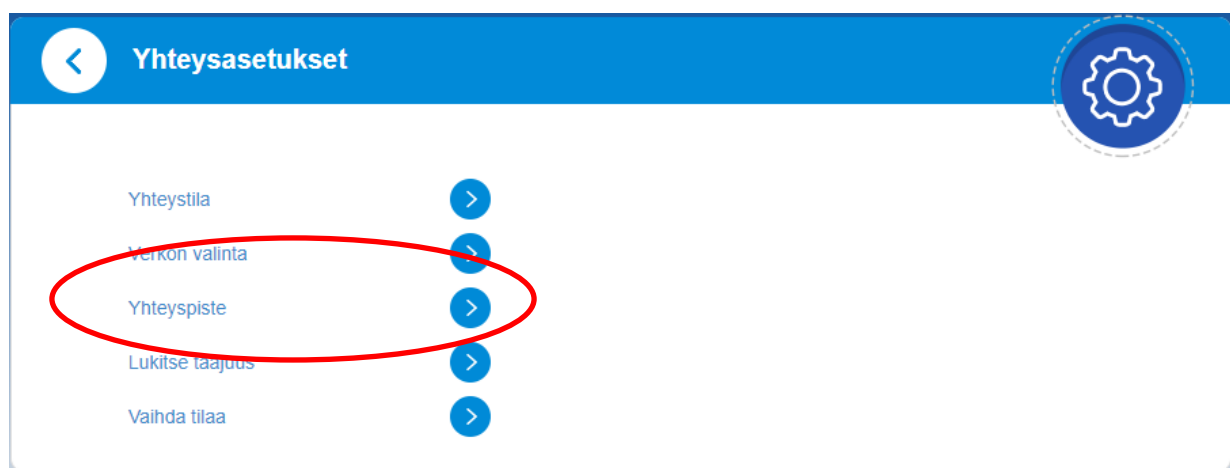 Yhteysasetukset
Yhteystila
Verkon valinta
Yhteyspiste
Lukitse taajuus
Vaihda tilaa